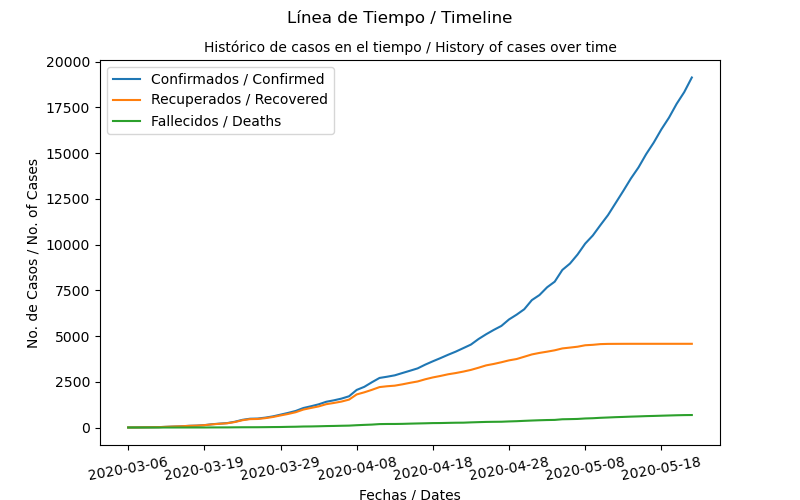 Línea de Tiempo / Timeline
Histórico de casos en el tiempo / History of cases over time
Confirmados / Confirmed
Recuperados / Recovered
Fallecidos / Deaths
No. de Casos / No. of Cases
20000
17500
15000
12500
10000
7500
5000
2500
0
2020-03-06 2020-03-19 2020-03-29 2020-04-08 2020-04-18 2020-04-28 2020-05-08 2020-05-18
Fechas / Dates